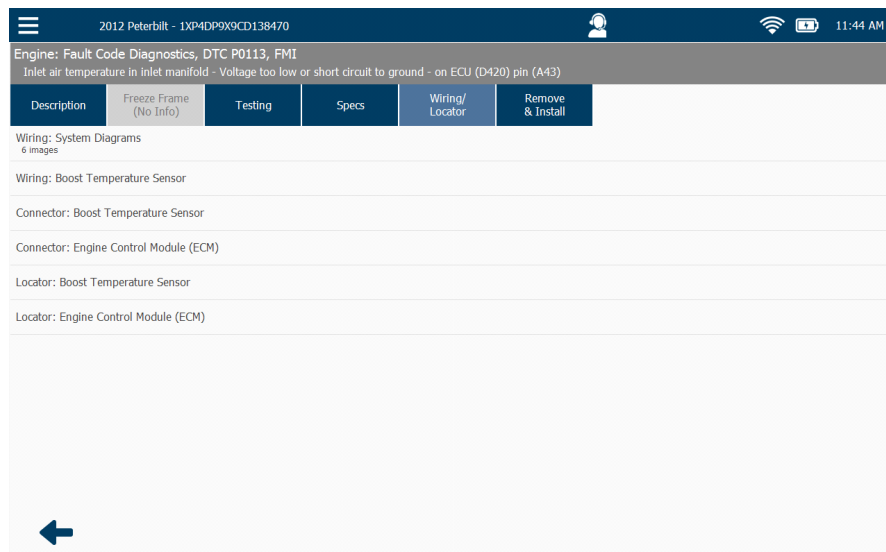 2012 Peterbilt - 1XP4DP9X9CD138470
11:44 AM
Engine: Fault Code Diagnostics, DTC P0113, FMI
Inlet air temperature in inlet manifold - Voltage too low or short circuit to ground - on ECU (D420) pin (A43)
Description
Freeze Frame
(No Info)
Testing
Specs
Wiring/
Locator
Remove
& Install
Wiring: System Diagrams
6 images
Wiring: Boost Temperature Sensor
Connector: Boost Temperature Sensor
Connector: Engine Control Module (ECM)
Locator: Boost Temperature Sensor
Locator: Engine Control Module (ECM)